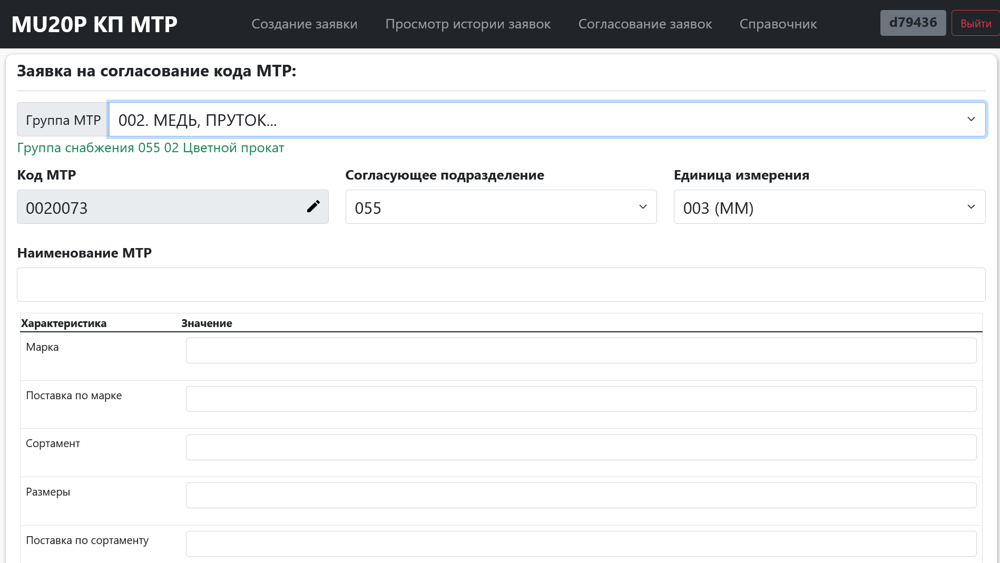 MU20P КП МТР
Создание заявки
Просмотр истории заявок
Согласование заявок
Справочник
d79436
Выйти
Заявка на согласование кода МТР:
Группа МТР
002. МЕДЬ, ПРУТОК...
Группа снабжения 055 02 Цветной прокат
Код МТР
Согласующее подразделение
Единица измерения
0020073
055
003 (ММ)
Наименование МТР
Характеристика
Значение
Марка
Поставка по марке
Сортамент
Размеры
Поставка по сортаменту